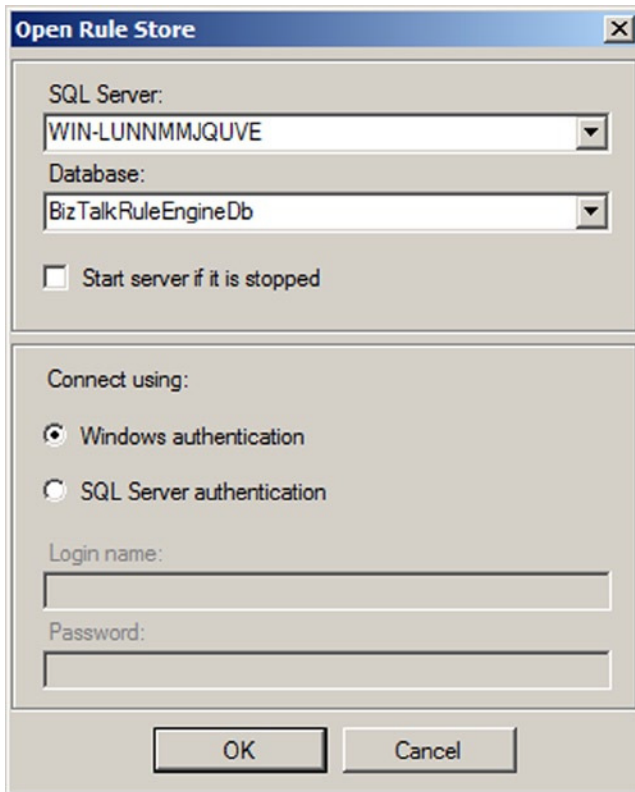 Open Rule Store
SQL Server:
WIN-LUNNMMJQUVE
Database:
BizTalkRuleEngineDb
Start server if it is stopped
Connect using:
Windows authentication
SQL Server authentication
Login name:
Password:
OK
Cancel